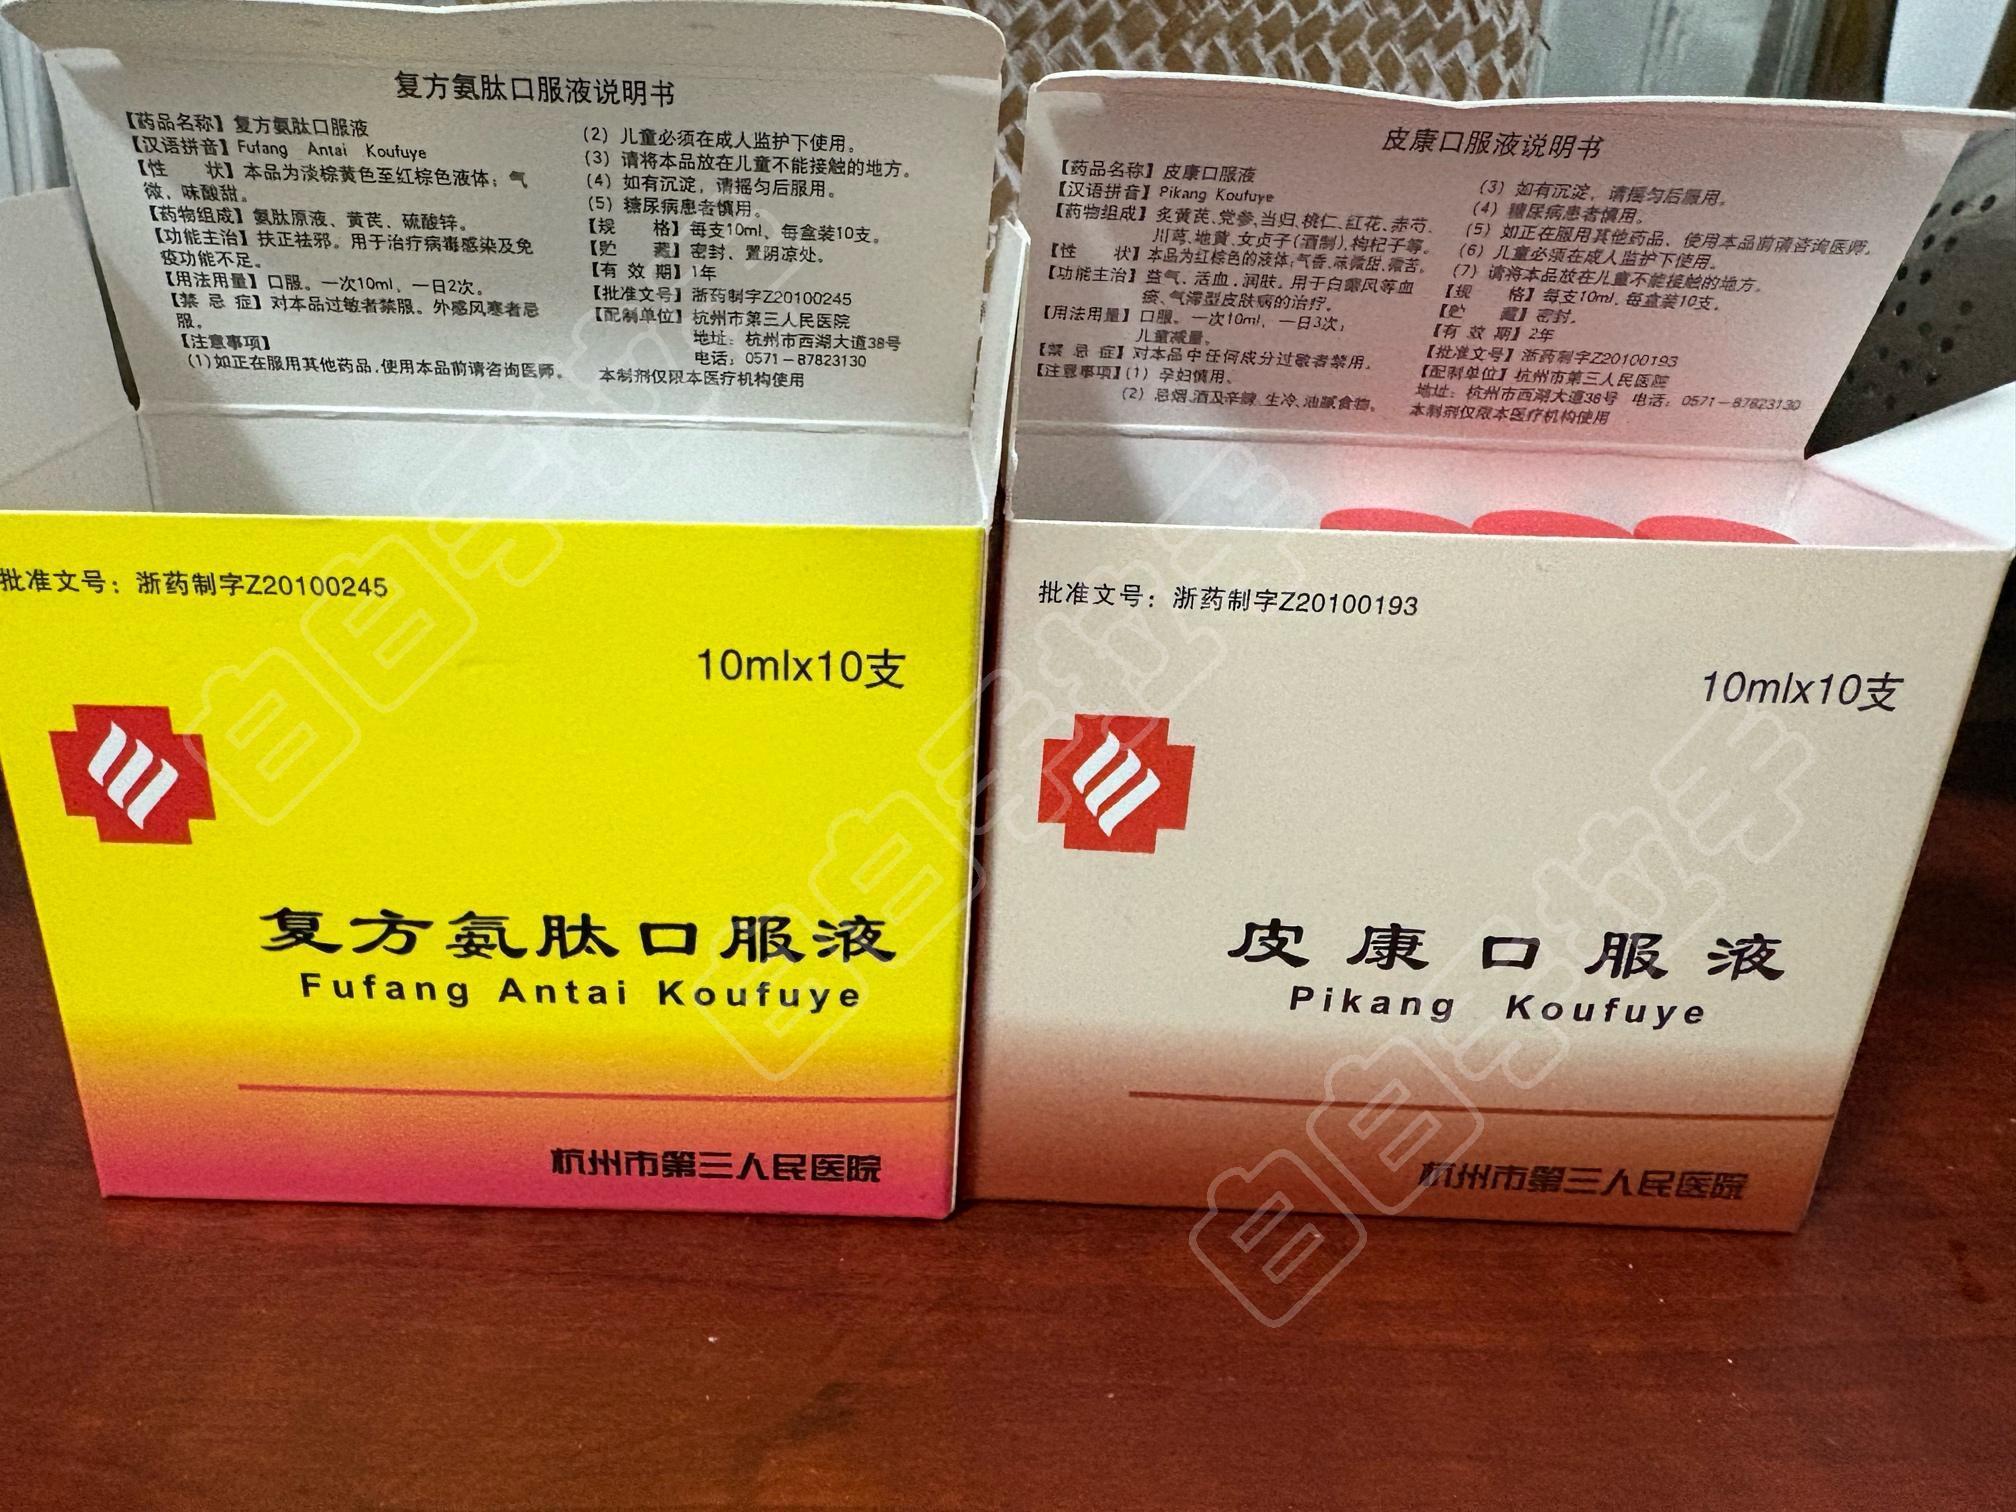 复方氨肽口服液说明书
【药品名称】复方氨肽口服液
【汉语拼音】Fufang Antai Koufuye
【性 状】本品为淡棕黄色至红棕色液体；气
微，味酸甜。
【药物组成】氨肽原液、黄芪、硫酸锌。
【功能主治】扶正祛邪。用于治疗病毒感染及免
疫功能不足。
【用法用量】口服。一次10ml，一日2次。
【禁 忌 症】对本品过敏者禁服。外感风寒者忌
服。
【注意事项】
(1)如正在服用其他药品,使用本品前请咨询医师。
(2) 儿童必须在成人监护下使用。
(3) 请将本品放在儿童不能接触的地方。
(4) 如有沉淀，请摇匀后服用。
(5) 糖尿病患者慎用。
【规 格】每支10ml，每盒装10支。
【贮 藏】密封、置阴凉处。
【有 效 期】1年
【批准文号】浙药制字Z20100245
【配制单位】杭州市第三人民医院
地址：杭州市西湖大道38号
电话：0571－87823130
本制剂仅限本医疗机构使用
批准文号：浙药制字Z20100245
10mlx10支
复方氨肽口服液
Fufang Antai Koufuye
杭州市第三人民医院
皮康口服液说明书
【药品名称】皮康口服液
【汉语拼音】Pikang Koufuye
【药物组成】炙黄芪、党参、当归、桃仁、红花、赤芍、
川芎、地黄、女贞子(酒制)、枸杞子等。
【性 状】本品为红棕色的液体；气香、味微甜、微苦。
【功能主治】益气、活血、润肤。用于白癜风等血
瘀、气滞型皮肤病的治疗。
【用法用量】口服。一次10ml，一日3次；
儿童减量。
【禁 忌 症】对本品中任何成分过敏者禁用。
【注意事项】(1) 孕妇慎用。
(2) 忌烟、酒及辛辣、生冷、油腻食物。
(3) 如有沉淀，请摇匀后服用。
(4) 糖尿病患者慎用。
(5) 如正在服用其他药品，使用本品前请咨询医师。
(6) 儿童必须在成人监护下使用。
(7) 请将本品放在儿童不能接触的地方。
【规 格】每支10ml，每盒装10支。
【贮 藏】密封。
【有 效 期】2年
【批准文号】浙药制字Z20100193
【配制单位】杭州市第三人民医院
地址：杭州市西湖大道38号 电话：0571－87823130
本制剂仅限本医疗机构使用
批准文号：浙药制字Z20100193
10mlx10支
皮康口服液
Pikang Koufuye
杭州市第三人民医院